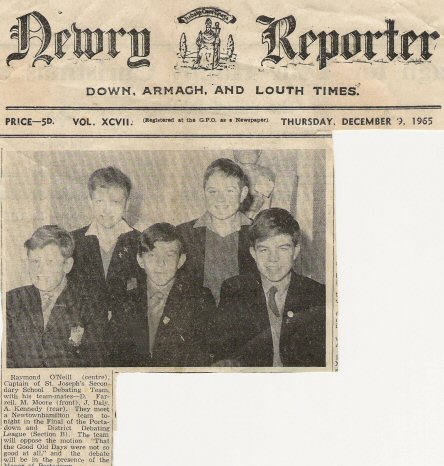 Newry Reporter
DOWN, ARMAGH, AND LOUTH TIMES.
PRICE—5D. VOL. XCVII. (Registered at the G.P.O. as a Newspaper) THURSDAY, DECEMBER 9, 1965
Raymond O'Neill (centre),
Captain of St. Joseph's Secon-
dary School Debating Team,
with his team-mates—D. Far-
zell, M. Moore (front), J. Daly,
A. Kennedy (rear). They meet
a Newtownhamilton team to-
night in the Final of the Porta-
down and District Debating
League (Section B). The team
will oppose the motion "That
the Good Old Days were not so
good at all," and the debate
will be in the presence of the